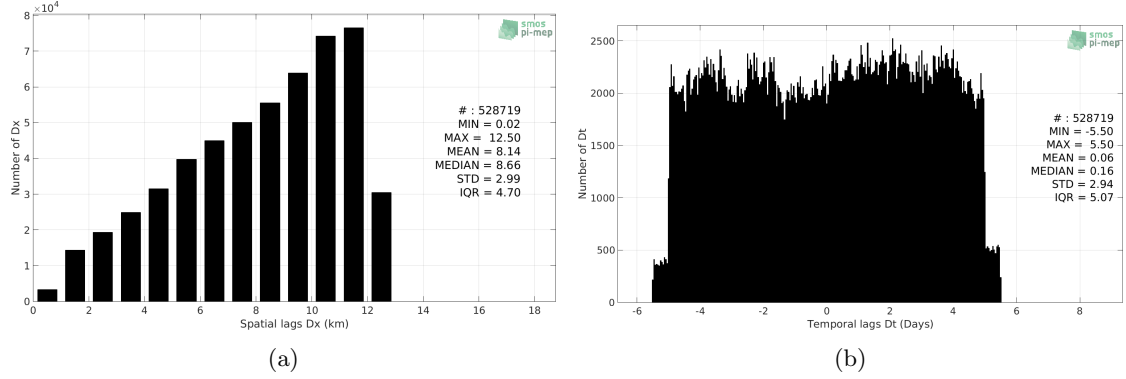 ×10^4
8
7
6
5
4
3
2
1
0
Number of Dx
0 2 4 6 8 10 12 14 16 18
Spatial lags Dx (km)
smos
pi-mep
# : 528719
MIN = 0.02
MAX = 12.50
MEAN = 8.14
MEDIAN = 8.66
STD = 2.99
IQR = 4.70
(a)
2500
2000
1500
1000
500
0
Number of Dt
-6 -4 -2 0 2 4 6 8
Temporal lags Dt (Days)
smos
pi-mep
# : 528719
MIN = -5.50
MAX = 5.50
MEAN = 0.06
MEDIAN = 0.16
STD = 2.94
IQR = 5.07
(b)